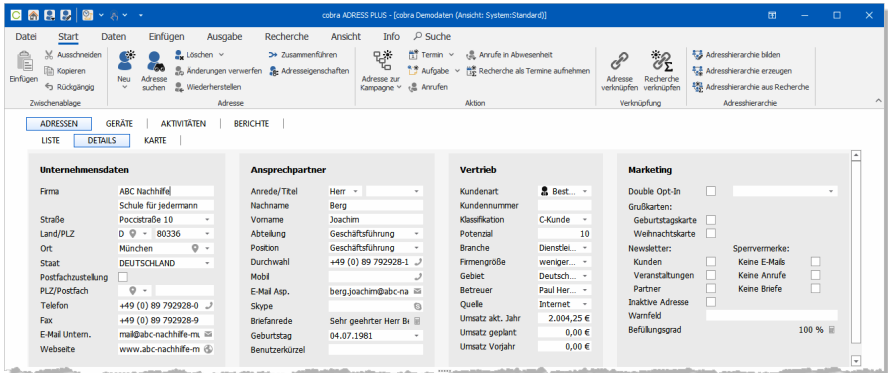 cobra ADRESS PLUS - [cobra Demodaten (Ansicht: System:Standard)]
Datei Start Daten Einfügen Ausgabe Recherche Ansicht Info Suche
Einfügen
Ausschneiden
Kopieren
Rückgängig
Zwischenablage
Neu
Adresse suchen
Löschen
Änderungen verwerfen
Wiederherstellen
Zusammenführen
Adresseigenschaften
Adresse
Adresse zur Kampagne
Termin
Aufgabe
Anrufen
Anrufe in Abwesenheit
Recherche als Termine aufnehmen
Aktion
Adresse verknüpfen
Recherche verknüpfen
Verknüpfung
Adresshierarchie bilden
Adresshierarchie erzeugen
Adresshierarchie aus Recherche
Adresshierarchie
ADRESSEN GERÄTE AKTIVITÄTEN BERICHTE
LISTE DETAILS KARTE
Unternehmensdaten
Firma ABC Nachhilfe
Schule für jedermann
Straße Poccistraße 10
Land/PLZ D 80336
Ort München
Staat DEUTSCHLAND
Postfachzustellung
PLZ/Postfach
Telefon +49 (0) 89 792928-0
Fax +49 (0) 89 792928-9
E-Mail Untern. mail@abc-nachhilfe-mu
Webseite www.abc-nachhilfe-m
Ansprechpartner
Anrede/Titel Herr
Nachname Berg
Vorname Joachim
Abteilung Geschäftsführung
Position Geschäftsführung
Durchwahl +49 (0) 89 792928-1
Mobil
E-Mail Asp. berg.joachim@abc-na
Skype
Briefanrede Sehr geehrter Herr Be
Geburtstag 04.07.1981
Benutzerkürzel
Vertrieb
Kundenart Best...
Kundennummer
Klassifikation C-Kunde
Potenzial 10
Branche Dienstlei...
Firmengröße weniger...
Gebiet Deutsch...
Betreuer Paul Her...
Quelle Internet
Umsatz akt. Jahr 2.004,25 €
Umsatz geplant 0,00 €
Umsatz Vorjahr 0,00 €
Marketing
Double Opt-In
Grußkarten:
Geburtstagskarte
Weihnachtskarte
Newsletter: Sperrvermerke:
Kunden Keine E-Mails
Veranstaltungen Keine Anrufe
Partner Keine Briefe
Inaktive Adresse
Warnfeld
Befüllungsgrad 100 %